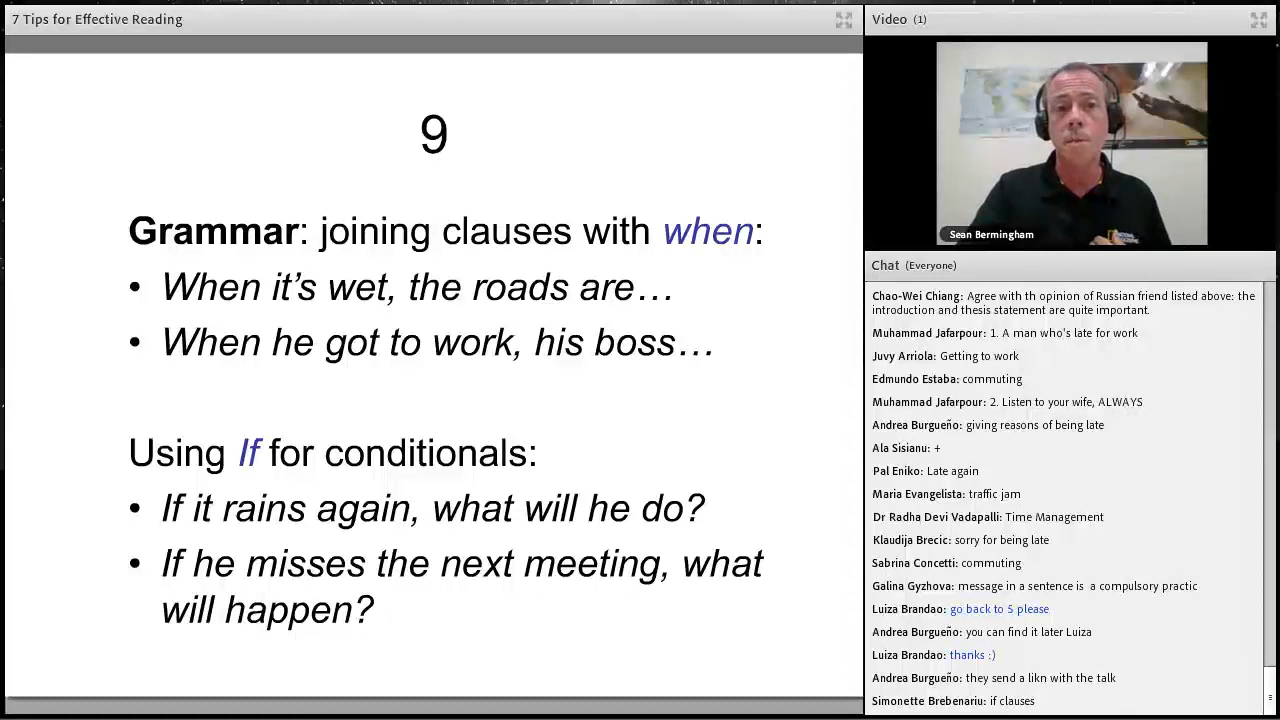 7 Tips for Effective Reading
9
Grammar: joining clauses with when:
• When it's wet, the roads are…
• When he got to work, his boss…
Using If for conditionals:
• If it rains again, what will he do?
• If he misses the next meeting, what
will happen?
Video (1)
Sean Bermingham
Chat (Everyone)
Chao-Wei Chiang: Agree with th opinion of Russian friend listed above: the
introduction and thesis statement are quite important.
Muhammad Jafarpour: 1. A man who's late for work
Juvy Arriola: Getting to work
Edmundo Estaba: commuting
Muhammad Jafarpour: 2. Listen to your wife, ALWAYS
Andrea Burgueño: giving reasons of being late
Ala Sisianu: +
Pal Eniko: Late again
Maria Evangelista: traffic jam
Dr Radha Devi Vadapalli: Time Management
Klaudija Brecic: sorry for being late
Sabrina Concetti: commuting
Galina Gyzhova: message in a sentence is a compulsory practic
Luiza Brandao: go back to 5 please
Andrea Burgueño: you can find it later Luiza
Luiza Brandao: thanks :)
Andrea Burgueño: they send a likn with the talk
Simonette Brebenariu: if clauses